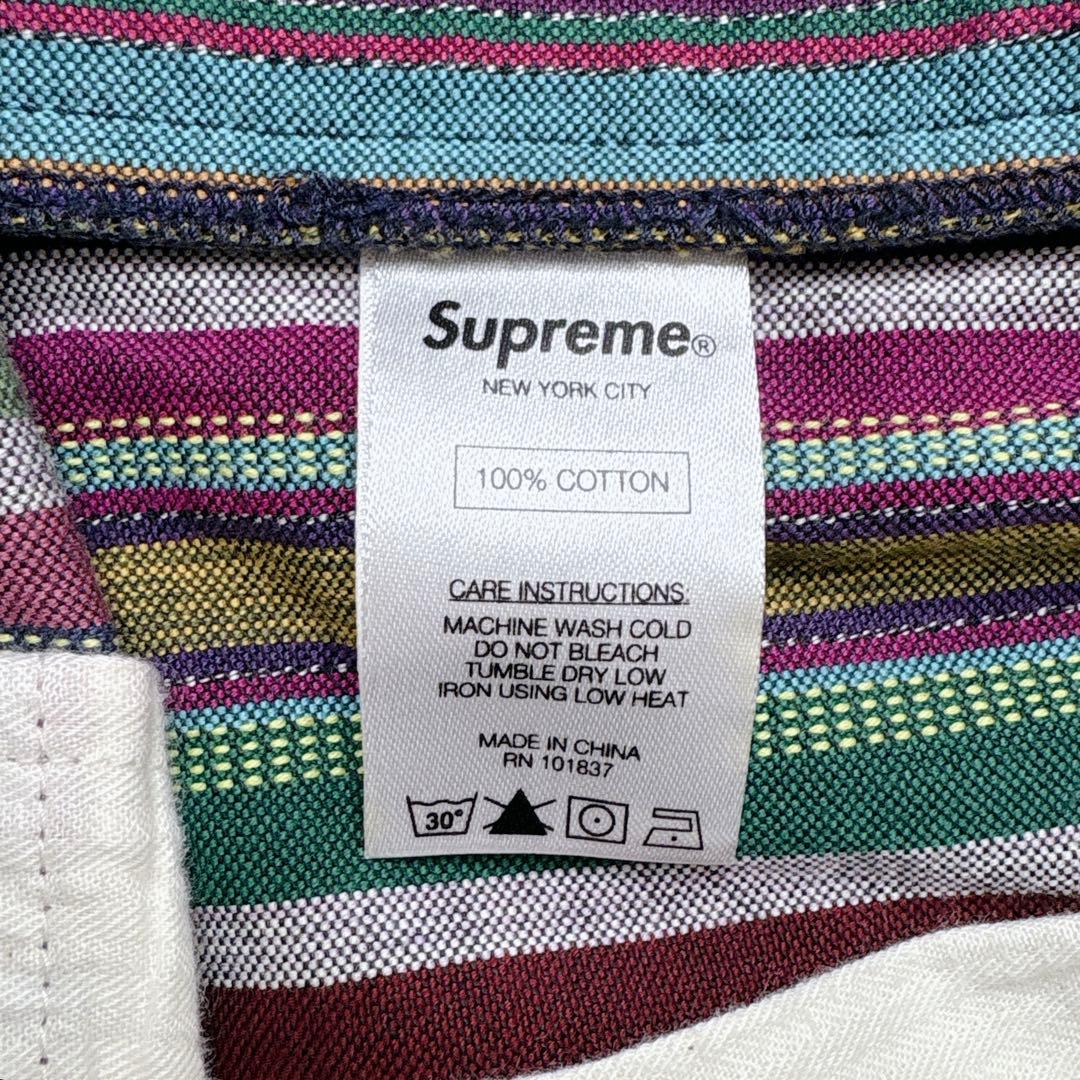 Supreme®
NEW YORK CITY
100% COTTON
CARE INSTRUCTIONS:
MACHINE WASH COLD
DO NOT BLEACH
TUMBLE DRY LOW
IRON USING LOW HEAT
MADE IN CHINA
RN 101837
30°